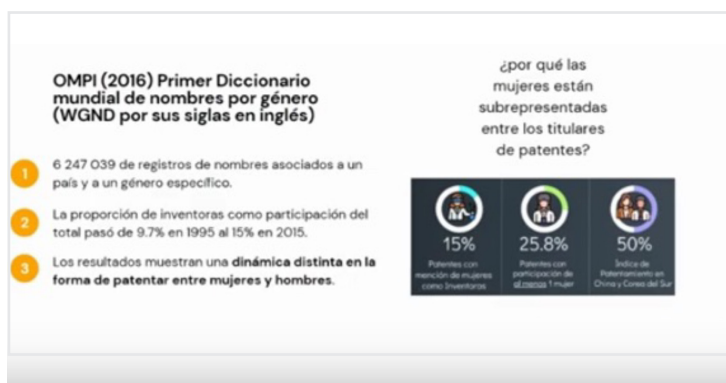 OMPI (2016) Primer Diccionario
mundial de nombres por género
(WGND por sus siglas en inglés)
1
6 247 039 de registros de nombres asociados a un
país y a un género específico.
2
La proporción de inventoras como participación del
total pasó de 9.7% en 1995 al 15% en 2015.
3
Los resultados muestran una dinámica distinta en la
forma de patentar entre mujeres y hombres.
¿por qué las
mujeres están
subrepresentadas
entre los titulares
de patentes?
15%
Patentes con
mención de mujeres
como Inventoras
25.8%
Patentes con
participación de
al menos 1 mujer
50%
Índice de
Patentamiento en
China y Corea del Sur